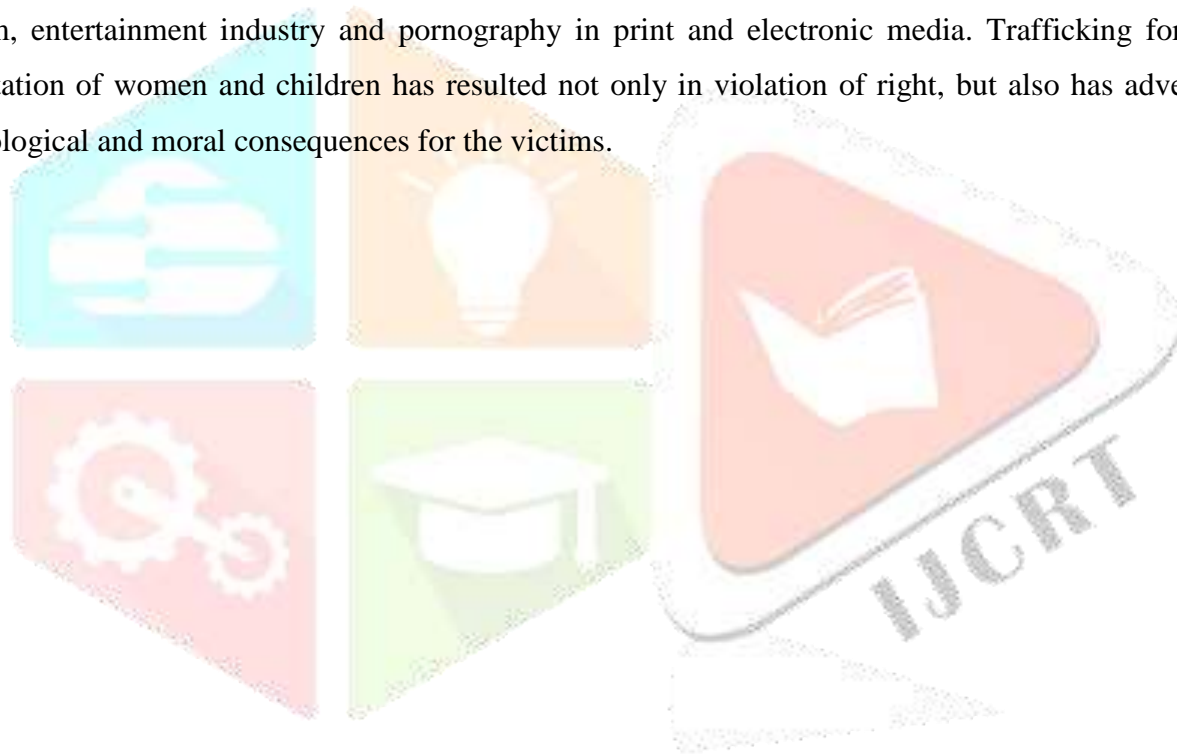 n, entertainment industry and pornography in print and electronic media. Trafficking for
tation of women and children has resulted not only in violation of right, but also has adve
ological and moral consequences for the victims.
IJCRT